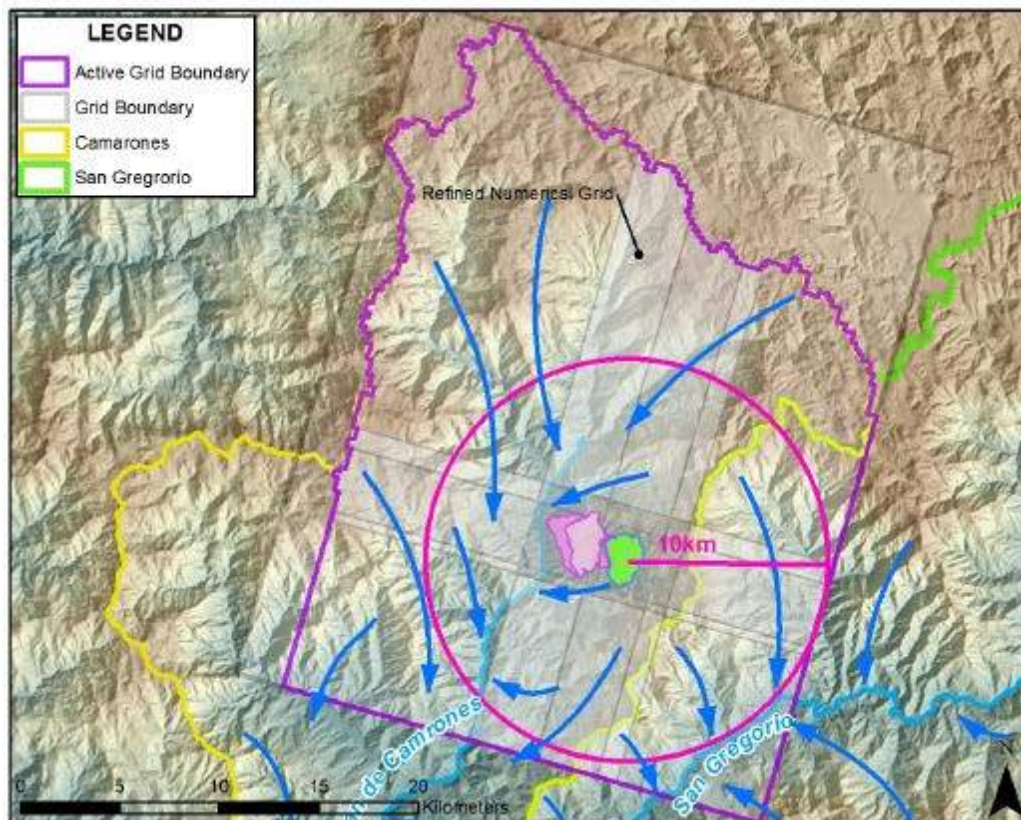 LEGEND
Active Grid Boundary
Grid Boundary
Camarones
San Gregrorio
Refined Numerical Grid
10km
n de Camrones
San Gregorio
0 5 10 15 20
Kilometers
N